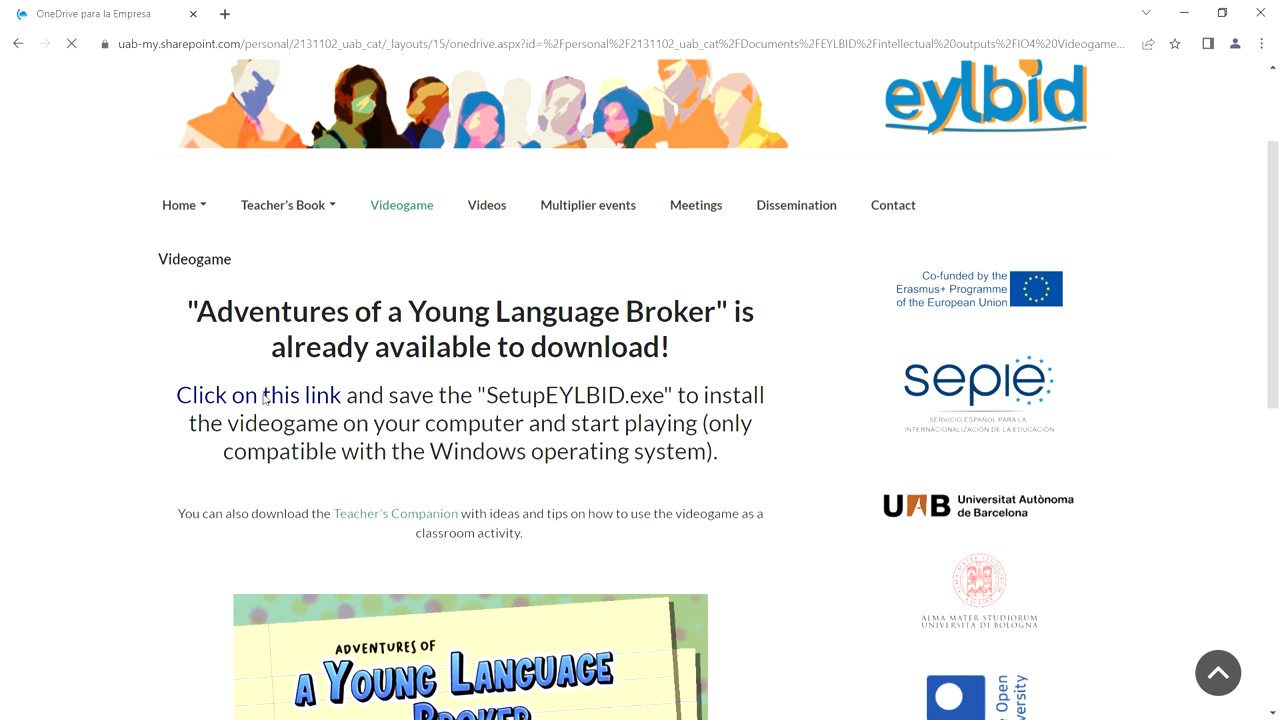 OneDrive para la Empresa
uab-my.sharepoint.com/personal/2131102_uab_cat/_layouts/15/onedrive.aspx?id=%2Fpersonal%2F2131102_uab_cat%2FDocuments%2FEYLBID%2Fintellectual%20outputs%2FIO4%20Videogame...
eylbid
Home Teacher's Book Videogame Videos Multiplier events Meetings Dissemination Contact
Videogame
"Adventures of a Young Language Broker" is
already available to download!
Click on this link and save the "SetupEYLBID.exe" to install
the videogame on your computer and start playing (only
compatible with the Windows operating system).
You can also download the Teacher's Companion with ideas and tips on how to use the videogame as a
classroom activity.
ADVENTURES OF
A YOUNG LANGUAGE
BROKER
Co-funded by the
Erasmus+ Programme
of the European Union
sepie
SERVICIO ESPAÑOL PARA LA
INTERNACIONALIZACIÓN DE LA EDUCACIÓN
UAB Universitat Autònoma
de Barcelona
ALMA MATER STUDIORUM
UNIVERSITÀ DI BOLOGNA
Open